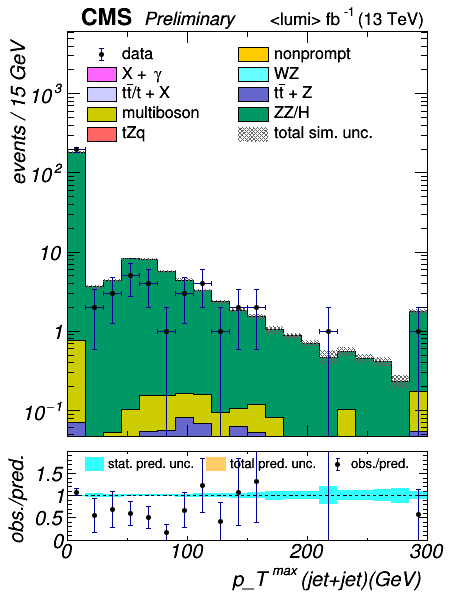 CMS Preliminary <lumi> fb⁻¹ (13 TeV)
events / 15 GeV
data
nonprompt
X + γ
WZ
tt̄/t + X
tt̄ + Z
multiboson
ZZ/H
tZq
total sim. unc.
10³
10²
10
1
10⁻¹
obs./pred.
stat. pred. unc.
total pred. unc.
obs./pred.
1.5
1
0.5
0
0 100 200 300
p_T^max (jet+jet)(GeV)